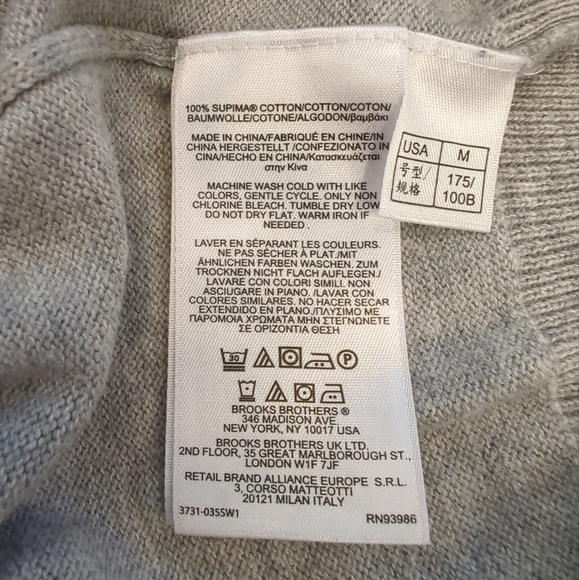 100% SUPIMA® COTTON/COTTON/COTON/
BAUMWOLLE/COTONE/ALGODON/βαμβάκι
MADE IN CHINA/FABRIQUÉ EN CHINE/IN
CHINA HERGESTELLT /CONFEZIONATO IN
CINA/HECHO EN CHINA/Κατασκευάζεται
στην Κίνα
MACHINE WASH COLD WITH LIKE
COLORS, GENTLE CYCLE. ONLY NON
CHLORINE BLEACH. TUMBLE DRY LOW
DO NOT DRY FLAT. WARM IRON IF
NEEDED .
LAVER EN SÉPARANT LES COULEURS.
NE PAS SÉCHER À PLAT./MIT
ÄHNLICHEN FARBEN WASCHEN. ZUM
TROCKNEN NICHT FLACH AUFLEGEN./
LAVARE CON COLORI SIMILI. NON
ASCIUGARE IN PIANO. /LAVAR CON
COLORES SIMILARES. NO HACER SECAR
EXTENDIDO EN PLANO./ΠΛΥΣΙΜΟ ΜΕ
ΠΑΡΟΜΟΙΑ ΧΡΩΜΑΤΑ ΜΗΝ ΣΤΕΓΝΩΣΕΤΕ
ΣΕ ΟΡΙΖΟΝΤΙΑ ΘΕΣΗ
30 P
BROOKS BROTHERS ®
346 MADISON AVE.
NEW YORK, NY 10017 USA
BROOKS BROTHERS UK LTD.
2ND FLOOR, 35 GREAT MARLBOROUGH ST.,
LONDON W1F 7JF
RETAIL BRAND ALLIANCE EUROPE S.R.L.
3, CORSO MATTEOTTI
20121 MILAN ITALY
3731-035SW1 RN93986
USA M
号型/ 175/
规格 100B